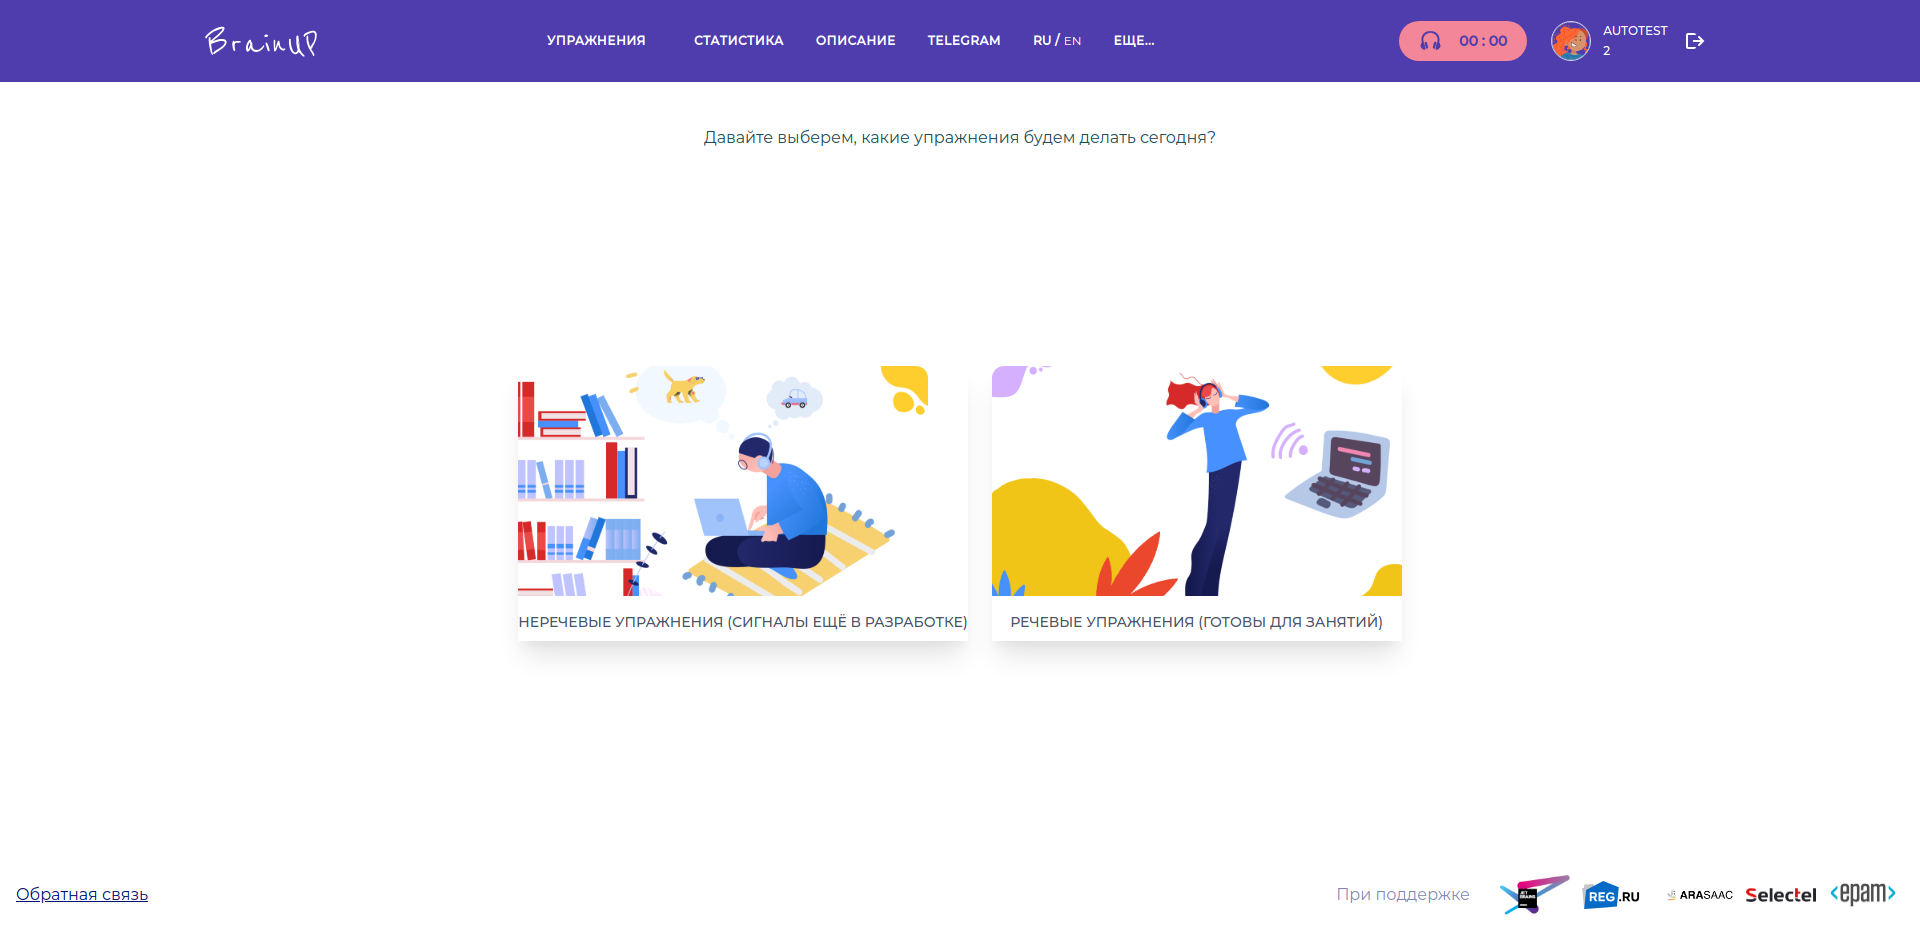 BrainUP
УПРАЖНЕНИЯ
СТАТИСТИКА
ОПИСАНИЕ
TELEGRAM
RU / EN
ЕЩЕ...
00 : 00
AUTOTEST
2
Давайте выберем, какие упражнения будем делать сегодня?
НЕРЕЧЕВЫЕ УПРАЖНЕНИЯ (СИГНАЛЫ ЕЩЁ В РАЗРАБОТКЕ)
РЕЧЕВЫЕ УПРАЖНЕНИЯ (ГОТОВЫ ДЛЯ ЗАНЯТИЙ)
Обратная связь
При поддержке
JET
BRAINS
REG.RU
ARASAAC
Selectel
<epam>